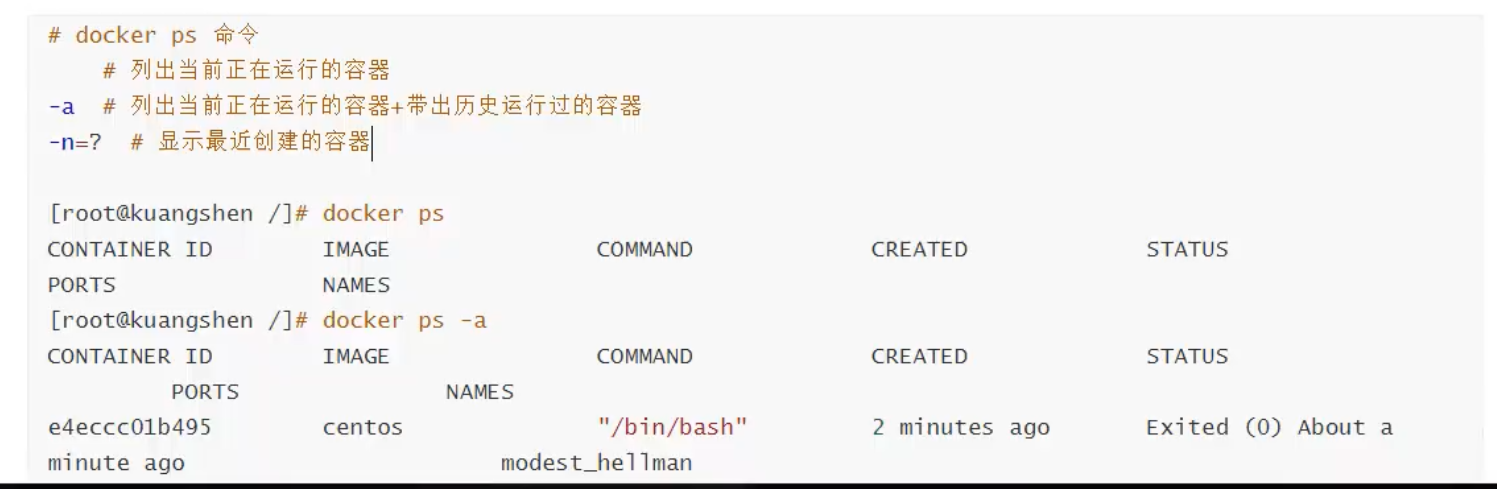 # docker ps 命令
# 列出当前正在运行的容器
-a # 列出当前正在运行的容器+带出历史运行过的容器
-n=? # 显示最近创建的容器
[root@kuangshen /]# docker ps
CONTAINER ID IMAGE COMMAND CREATED STATUS
PORTS NAMES
[root@kuangshen /]# docker ps -a
CONTAINER ID IMAGE COMMAND CREATED STATUS
PORTS NAMES
e4eccc01b495 centos "/bin/bash" 2 minutes ago Exited (0) About a
minute ago modest_hellman